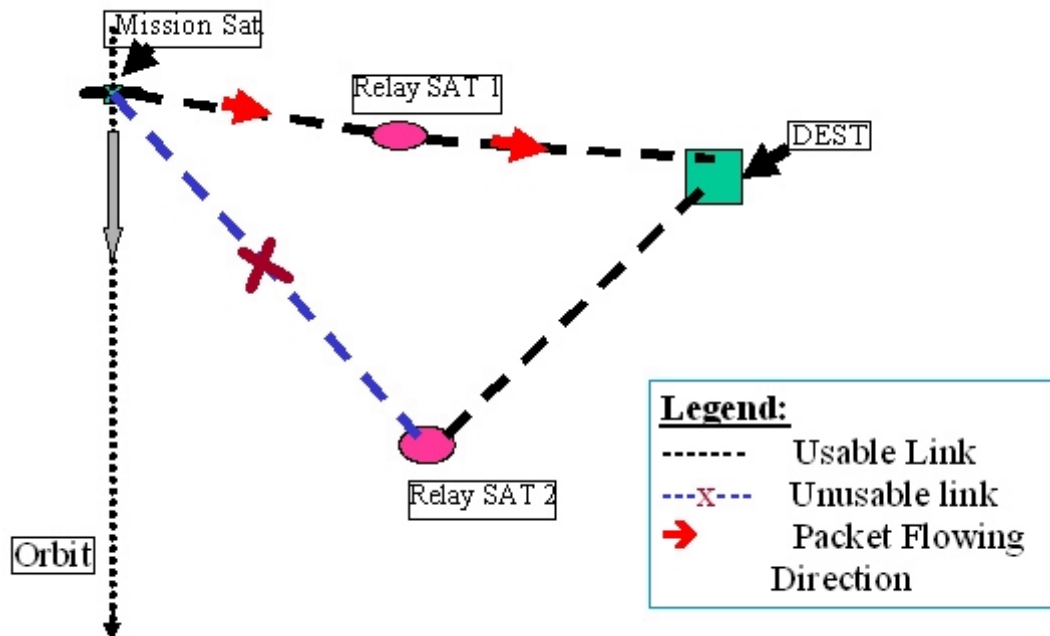 Mission Sat
Relay SAT 1
DEST
Relay SAT 2
Orbit
Legend:
Usable Link
x
Unusable link
Packet Flowing
Direction